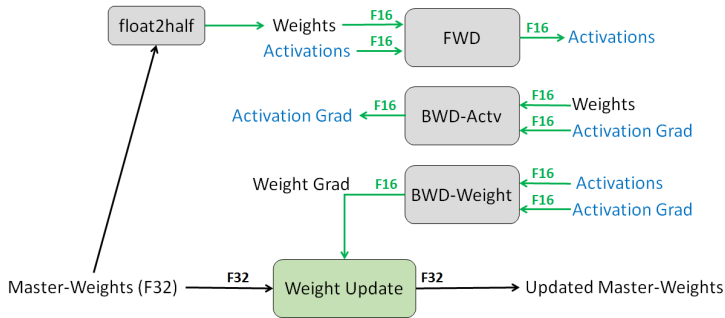 float2half
Weights
F16
Activations
F16
FWD
F16
Activations
Activation Grad
F16
BWD-Actv
F16
Weights
F16
Activation Grad
Weight Grad
F16
BWD-Weight
F16
Activations
F16
Activation Grad
Master-Weights (F32)
F32
Weight Update
F32
Updated Master-Weights